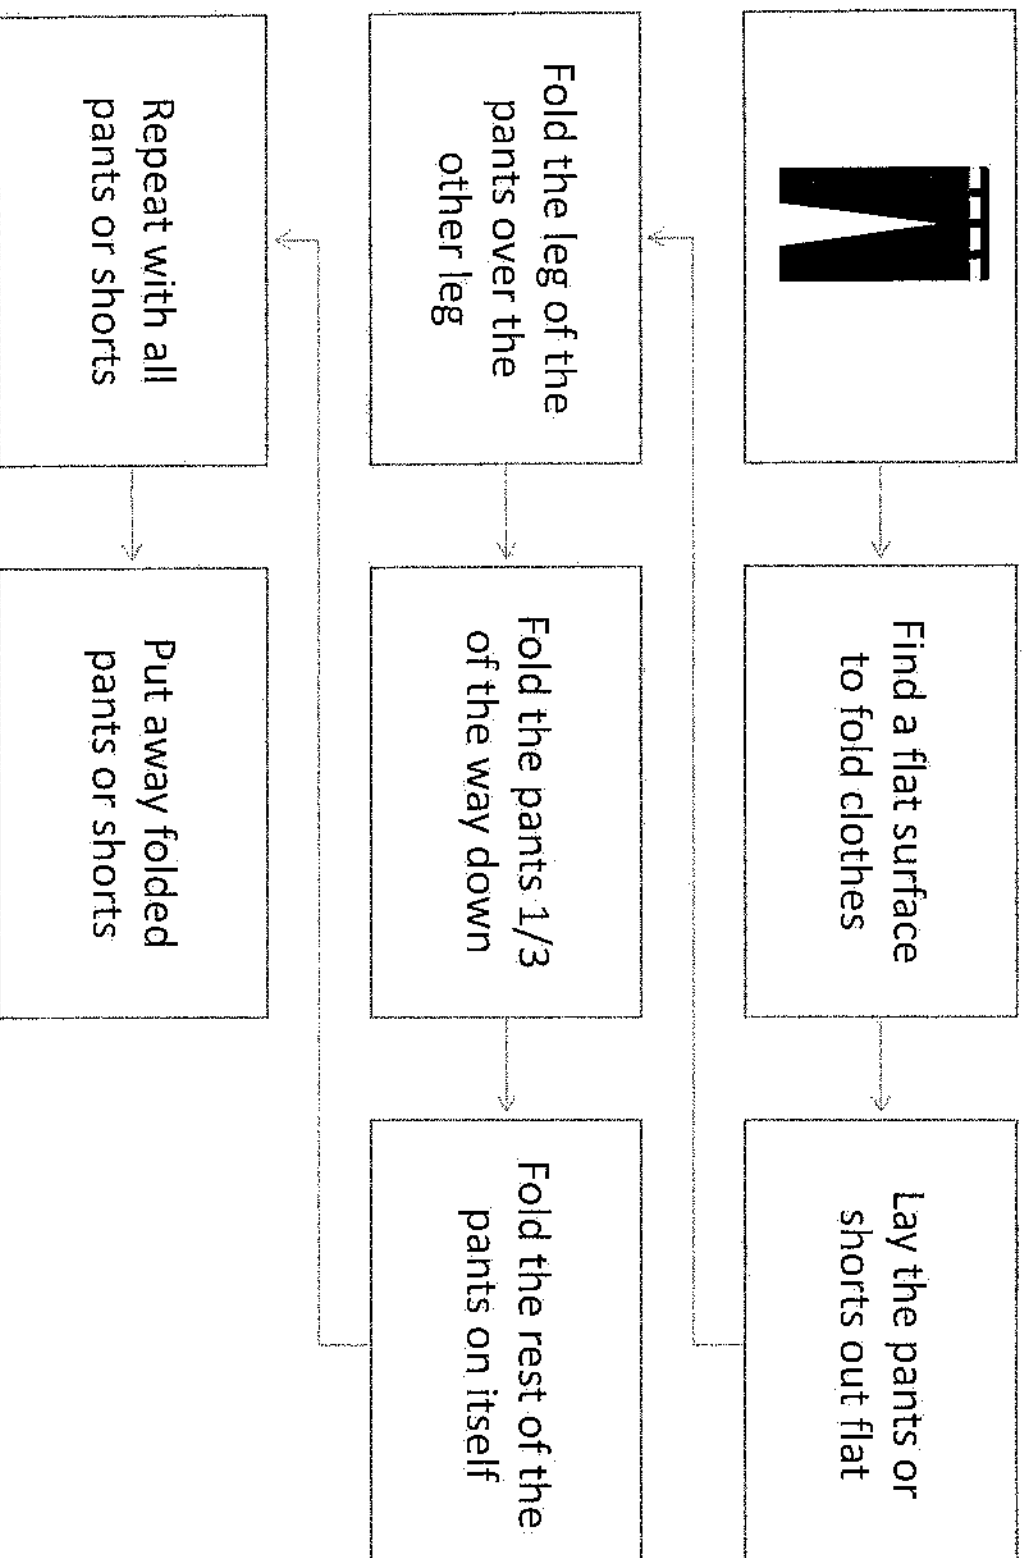 Find a flat surface
to fold clothes
Lay the pants or
shorts out flat
Fold the leg of the
pants over the
other leg
Fold the pants 1/3
of the way down
Fold the rest of the
pants on itself
Repeat with all
pants or shorts
Put away folded
pants or shorts